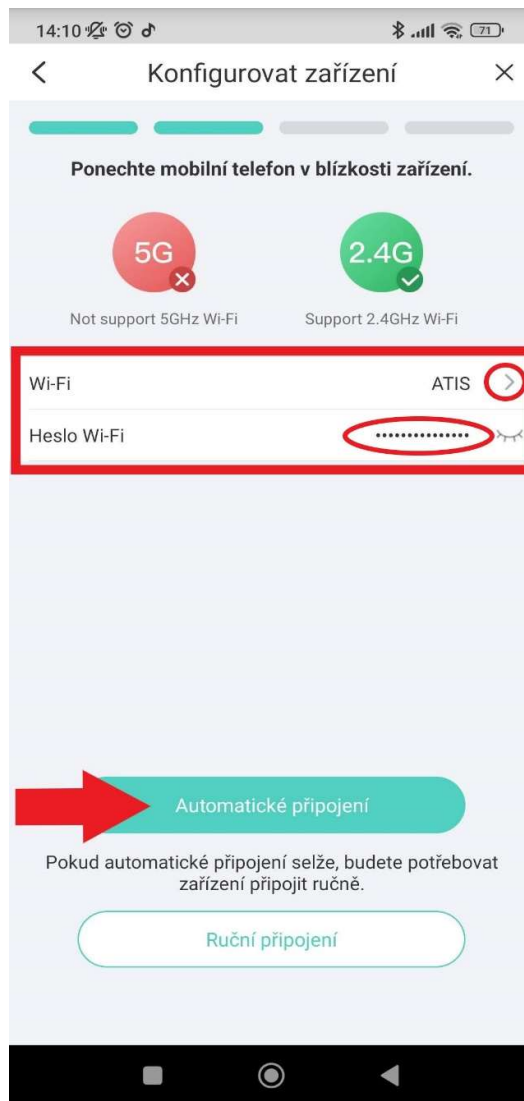 14:10
71
Konfigurovat zařízení
Ponechte mobilní telefon v blízkosti zařízení.
5G
2.4G
Not support 5GHz Wi-Fi
Support 2.4GHz Wi-Fi
Wi-Fi
ATIS
Heslo Wi-Fi
•••••••••••••••
Automatické připojení
Pokud automatické připojení selže, budete potřebovat
zařízení připojit ručně.
Ruční připojení